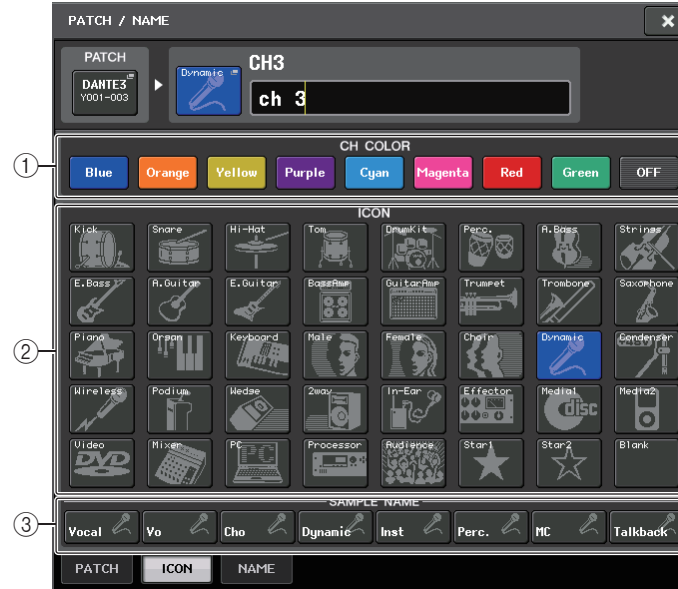 PATCH / NAME
PATCH
DANTE3
Y001-003
Dynamic
CH3
ch 3
① CH COLOR
Blue Orange Yellow Purple Cyan Magenta Red Green OFF
② ICON
Kick Snare Hi-Hat Tom DrumKit Perc. A.Bass Strings
E.Bass A.Guitar E.Guitar BassAmp GuitarAmp Trumpet Trombone Saxophone
Piano Organ Keyboard Male Female Choir Dynamic Condenser
Wireless Podium Wedge 2way In-Ear Effector Media1 Media2
disc
Video Mixer PC Processor Audience Star1 Star2 Blank
DVD PC
③ SAMPLE NAME
Vocal Vo Cho Dynamic Inst Perc. MC Talkback
PATCH ICON NAME